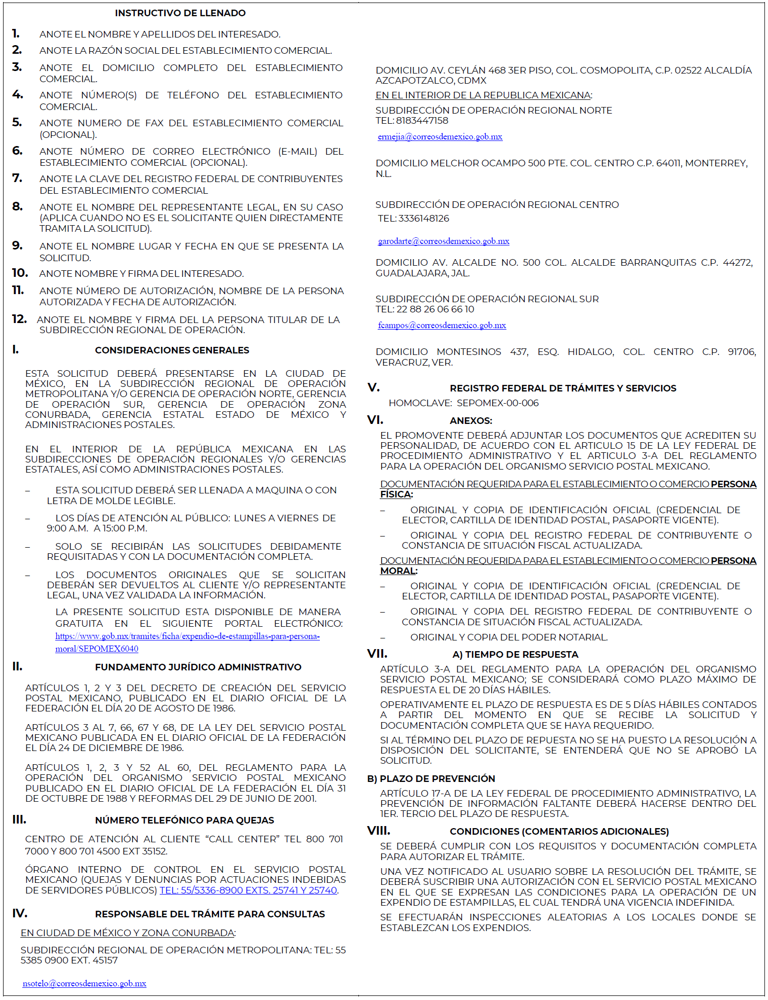 INSTRUCTIVO DE LLENADO
1. ANOTE EL NOMBRE Y APELLIDOS DEL INTERESADO.
2. ANOTE LA RAZÓN SOCIAL DEL ESTABLECIMIENTO COMERCIAL.
3. ANOTE EL DOMICILIO COMPLETO DEL ESTABLECIMIENTO
COMERCIAL.
4. ANOTE NÚMERO(S) DE TELÉFONO DEL ESTABLECIMIENTO
COMERCIAL.
5. ANOTE NUMERO DE FAX DEL ESTABLECIMIENTO COMERCIAL
(OPCIONAL).
6. ANOTE NÚMERO DE CORREO ELECTRÓNICO (E-MAIL) DEL
ESTABLECIMIENTO COMERCIAL (OPCIONAL).
7. ANOTE LA CLAVE DEL REGISTRO FEDERAL DE CONTRIBUYENTES
DEL ESTABLECIMIENTO COMERCIAL
8. ANOTE EL NOMBRE DEL REPRESENTANTE LEGAL, EN SU CASO
(APLICA CUANDO NO ES EL SOLICITANTE QUIEN DIRECTAMENTE
TRAMITA LA SOLICITUD).
9. ANOTE EL NOMBRE LUGAR Y FECHA EN QUE SE PRESENTA LA
SOLICITUD.
10. ANOTE NOMBRE Y FIRMA DEL INTERESADO.
11. ANOTE NÚMERO DE AUTORIZACIÓN, NOMBRE DE LA PERSONA
AUTORIZADA Y FECHA DE AUTORIZACIÓN.
12. ANOTE EL NOMBRE Y FIRMA DEL LA PERSONA TITULAR DE LA
SUBDIRECCIÓN REGIONAL DE OPERACIÓN.
I. CONSIDERACIONES GENERALES
ESTA SOLICITUD DEBERÁ PRESENTARSE EN LA CIUDAD DE
MÉXICO, EN LA SUBDIRECCIÓN REGIONAL DE OPERACIÓN
METROPOLITANA Y/O GERENCIA DE OPERACIÓN NORTE, GERENCIA
DE OPERACIÓN SUR, GERENCIA DE OPERACIÓN ZONA
CONURBADA, GERENCIA ESTATAL ESTADO DE MÉXICO Y
ADMINISTRACIONES POSTALES.
EN EL INTERIOR DE LA REPÚBLICA MEXICANA EN LAS
SUBDIRECCIONES DE OPERACIÓN REGIONALES Y/O GERENCIAS
ESTATALES, ASÍ COMO ADMINISTRACIONES POSTALES.
– ESTA SOLICITUD DEBERÁ SER LLENADA A MAQUINA O CON
LETRA DE MOLDE LEGIBLE.
– LOS DÍAS DE ATENCIÓN AL PÚBLICO: LUNES A VIERNES DE
9:00 A.M. A 15:00 P.M.
– SOLO SE RECIBIRÁN LAS SOLICITUDES DEBIDAMENTE
REQUISITADAS Y CON LA DOCUMENTACIÓN COMPLETA.
– LOS DOCUMENTOS ORIGINALES QUE SE SOLICITAN
DEBERÁN SER DEVUELTOS AL CLIENTE Y/O REPRESENTANTE
LEGAL, UNA VEZ VALIDADA LA INFORMACIÓN.
LA PRESENTE SOLICITUD ESTA DISPONIBLE DE MANERA
GRATUITA EN EL SIGUIENTE PORTAL ELECTRÓNICO:
https://www.gob.mx/tramites/ficha/expendio-de-estampillas-para-persona-
moral/SEPOMEX6040
II. FUNDAMENTO JURÍDICO ADMINISTRATIVO
ARTÍCULOS 1, 2 Y 3 DEL DECRETO DE CREACIÓN DEL SERVICIO
POSTAL MEXICANO, PUBLICADO EN EL DIARIO OFICIAL DE LA
FEDERACIÓN EL DÍA 20 DE AGOSTO DE 1986.
ARTÍCULOS 3 AL 7, 66, 67 Y 68, DE LA LEY DEL SERVICIO POSTAL
MEXICANO PUBLICADA EN EL DIARIO OFICIAL DE LA FEDERACIÓN
EL DÍA 24 DE DICIEMBRE DE 1986.
ARTÍCULOS 1, 2, 3 Y 52 AL 60, DEL REGLAMENTO PARA LA
OPERACIÓN DEL ORGANISMO SERVICIO POSTAL MEXICANO
PUBLICADO EN EL DIARIO OFICIAL DE LA FEDERACIÓN EL DÍA 31
DE OCTUBRE DE 1988 Y REFORMAS DEL 29 DE JUNIO DE 2001.
III. NÚMERO TELEFÓNICO PARA QUEJAS
CENTRO DE ATENCIÓN AL CLIENTE “CALL CENTER” TEL 800 701
7000 Y 800 701 4500 EXT 35152.
ÓRGANO INTERNO DE CONTROL EN EL SERVICIO POSTAL
MEXICANO (QUEJAS Y DENUNCIAS POR ACTUACIONES INDEBIDAS
DE SERVIDORES PÚBLICOS) TEL: 55/5336-8900 EXTS. 25741 Y 25740.
IV. RESPONSABLE DEL TRÁMITE PARA CONSULTAS
EN CIUDAD DE MÉXICO Y ZONA CONURBADA:
SUBDIRECCIÓN REGIONAL DE OPERACIÓN METROPOLITANA: TEL: 55
5385 0900 EXT. 45157
nsotelo@correosdemexico.gob.mx
DOMICILIO AV. CEYLÁN 468 3ER PISO, COL. COSMOPOLITA, C.P. 02522 ALCALDÍA
AZCAPOTZALCO, CDMX
EN EL INTERIOR DE LA REPUBLICA MEXICANA:
SUBDIRECCIÓN DE OPERACIÓN REGIONAL NORTE
TEL: 8183447158
ermejia@correosdemexico.gob.mx
DOMICILIO MELCHOR OCAMPO 500 PTE. COL. CENTRO C.P. 64011, MONTERREY,
N.L.
SUBDIRECCIÓN DE OPERACIÓN REGIONAL CENTRO
TEL: 3336148126
garodarte@correosdemexico.gob.mx
DOMICILIO AV. ALCALDE NO. 500 COL. ALCALDE BARRANQUITAS C.P. 44272,
GUADALAJARA, JAL.
SUBDIRECCIÓN DE OPERACIÓN REGIONAL SUR
TEL: 22 88 26 06 66 10
fcampos@correosdemexico.gob.mx
DOMICILIO MONTESINOS 437, ESQ. HIDALGO, COL. CENTRO C.P. 91706,
VERACRUZ, VER.
V. REGISTRO FEDERAL DE TRÁMITES Y SERVICIOS
HOMOCLAVE: SEPOMEX-00-006
VI. ANEXOS:
EL PROMOVENTE DEBERÁ ADJUNTAR LOS DOCUMENTOS QUE ACREDITEN SU
PERSONALIDAD, DE ACUERDO CON EL ARTICULO 15 DE LA LEY FEDERAL DE
PROCEDIMIENTO ADMINISTRATIVO Y EL ARTICULO 3-A DEL REGLAMENTO
PARA LA OPERACIÓN DEL ORGANISMO SERVICIO POSTAL MEXICANO.
DOCUMENTACIÓN REQUERIDA PARA EL ESTABLECIMIENTO O COMERCIO PERSONA
FÍSICA:
– ORIGINAL Y COPIA DE IDENTIFICACIÓN OFICIAL (CREDENCIAL DE
ELECTOR, CARTILLA DE IDENTIDAD POSTAL, PASAPORTE VIGENTE).
– ORIGINAL Y COPIA DEL REGISTRO FEDERAL DE CONTRIBUYENTE O
CONSTANCIA DE SITUACIÓN FISCAL ACTUALIZADA.
DOCUMENTACIÓN REQUERIDA PARA EL ESTABLECIMIENTO O COMERCIO PERSONA
MORAL:
– ORIGINAL Y COPIA DE IDENTIFICACIÓN OFICIAL (CREDENCIAL DE
ELECTOR, CARTILLA DE IDENTIDAD POSTAL, PASAPORTE VIGENTE).
– ORIGINAL Y COPIA DEL REGISTRO FEDERAL DE CONTRIBUYENTE O
CONSTANCIA DE SITUACIÓN FISCAL ACTUALIZADA.
– ORIGINAL Y COPIA DEL PODER NOTARIAL.
VII. A) TIEMPO DE RESPUESTA
ARTÍCULO 3-A DEL REGLAMENTO PARA LA OPERACIÓN DEL ORGANISMO
SERVICIO POSTAL MEXICANO; SE CONSIDERARÁ COMO PLAZO MÁXIMO DE
RESPUESTA EL DE 20 DÍAS HÁBILES.
OPERATIVAMENTE EL PLAZO DE RESPUESTA ES DE 5 DÍAS HÁBILES CONTADOS
A PARTIR DEL MOMENTO EN QUE SE RECIBE LA SOLICITUD Y
DOCUMENTACIÓN COMPLETA QUE SE HAYA REQUERIDO.
SI AL TÉRMINO DEL PLAZO DE REPUESTA NO SE HA PUESTO LA RESOLUCIÓN A
DISPOSICIÓN DEL SOLICITANTE, SE ENTENDERÁ QUE NO SE APROBÓ LA
SOLICITUD.
B) PLAZO DE PREVENCIÓN
ARTÍCULO 17-A DE LA LEY FEDERAL DE PROCEDIMIENTO ADMINISTRATIVO, LA
PREVENCIÓN DE INFORMACIÓN FALTANTE DEBERÁ HACERSE DENTRO DEL
1ER. TERCIO DEL PLAZO DE RESPUESTA.
VIII. CONDICIONES (COMENTARIOS ADICIONALES)
SE DEBERÁ CUMPLIR CON LOS REQUISITOS Y DOCUMENTACIÓN COMPLETA
PARA AUTORIZAR EL TRÁMITE.
UNA VEZ NOTIFICADO AL USUARIO SOBRE LA RESOLUCIÓN DEL TRÁMITE, SE
DEBERÁ SUSCRIBIR UNA AUTORIZACIÓN CON EL SERVICIO POSTAL MEXICANO
EN EL QUE SE EXPRESAN LAS CONDICIONES PARA LA OPERACIÓN DE UN
EXPENDIO DE ESTAMPILLAS, EL CUAL TENDRÁ UNA VIGENCIA INDEFINIDA.
SE EFECTUARÁN INSPECCIONES ALEATORIAS A LOS LOCALES DONDE SE
ESTABLEZCAN LOS EXPENDIOS.